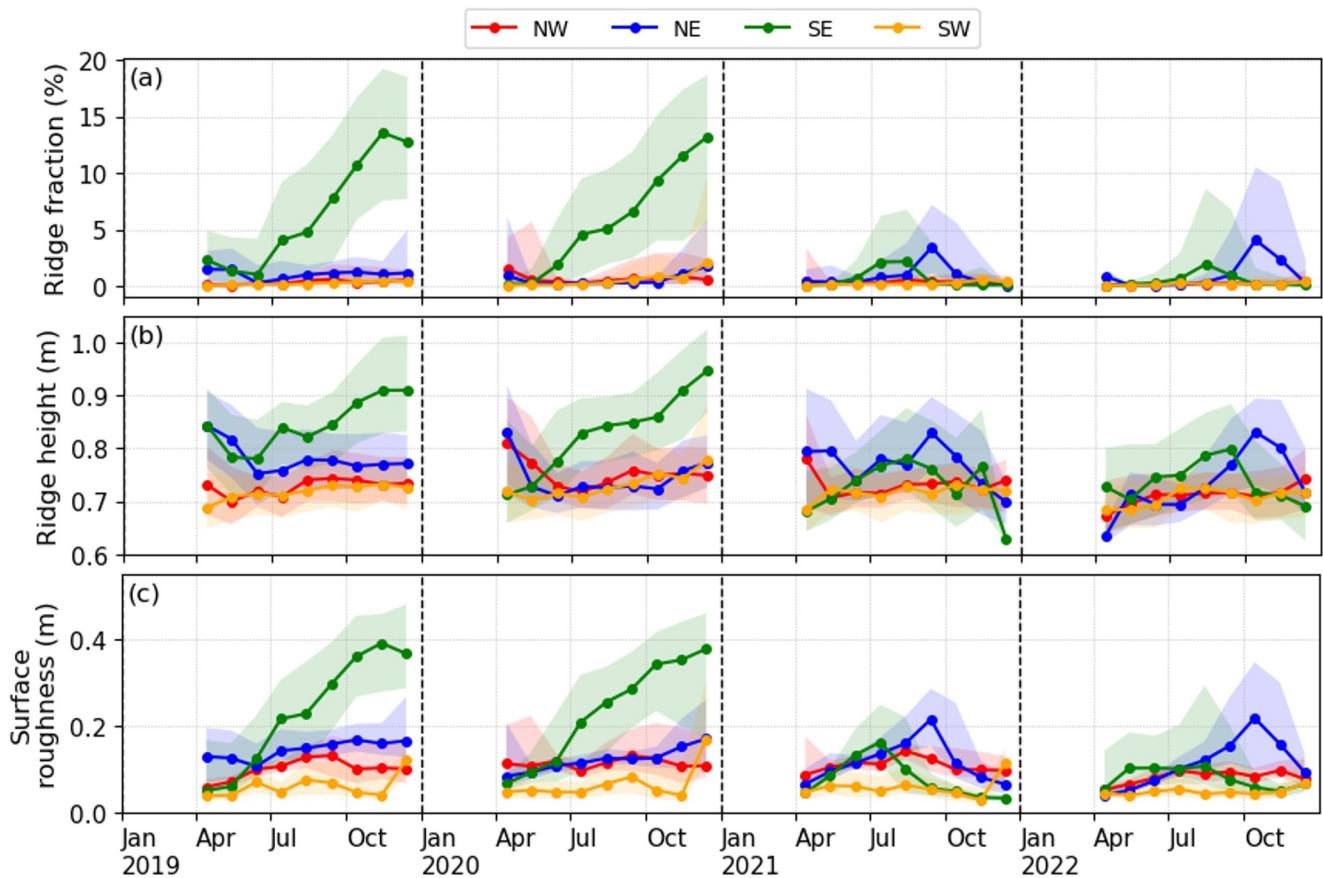 NW NE SE SW
(a)
Ridge fraction (%)
20
15
10
5
0
(b)
Ridge height (m)
1.0
0.9
0.8
0.7
0.6
(c)
Surface
roughness (m)
0.4
0.2
0.0
Jan Apr Jul Oct Jan Apr Jul Oct Jan Apr Jul Oct Jan Apr Jul Oct
2019 2020 2021 2022